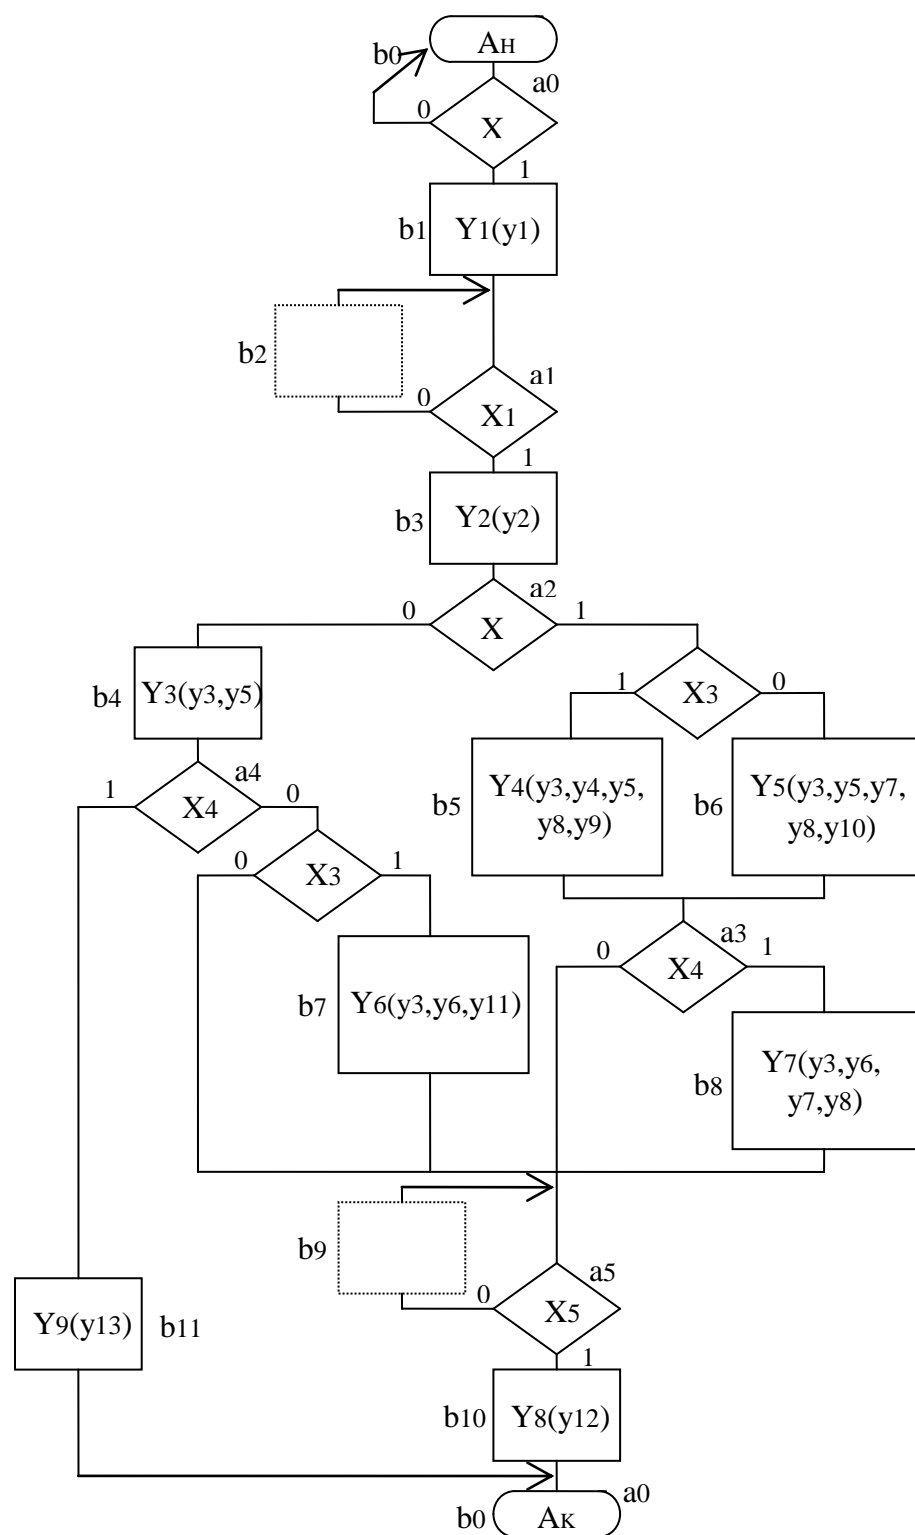 Aн
b0
a0
0
X
1
b1
Y1(y1)
b2
a1
0
X1
1
b3
Y2(y2)
a2
0
X
1
b4
Y3(y3,y5)
1
X3
0
1
a4
X4
0
b5
Y4(y3,y4,y5,
y8,y9)
b6
Y5(y3,y5,y7,
y8,y10)
0
X3
1
a3
0
X4
1
b7
Y6(y3,y6,y11)
b8
Y7(y3,y6,
y7,y8)
b9
a5
0
X5
1
Y9(y13)
b11
b10
Y8(y12)
a0
b0
Aк